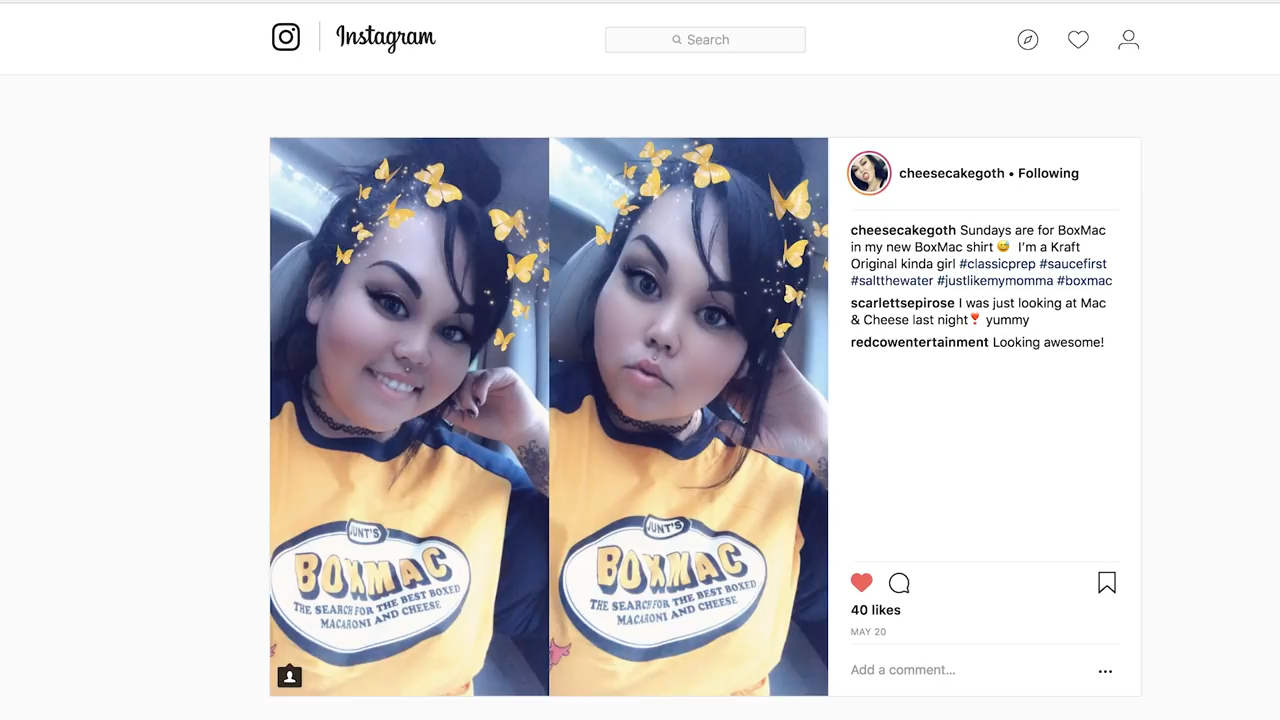 Instagram
Search
cheesecakegoth • Following
cheesecakegoth Sundays are for BoxMac
in my new BoxMac shirt 😅 I'm a Kraft
Original kinda girl #classicprep #saucefirst
#saltthewater #justlikemymomma #boxmac
scarlettsepirose I was just looking at Mac
& Cheese last night❣️ yummy
redcowentertainment Looking awesome!
JUNT'S
BOXMAC
THE SEARCH FOR THE BEST BOXED
MACARONI AND CHEESE
JUNT'S
BOXMAC
THE SEARCH FOR THE BEST BOXED
MACARONI AND CHEESE
40 likes
MAY 20
Add a comment...